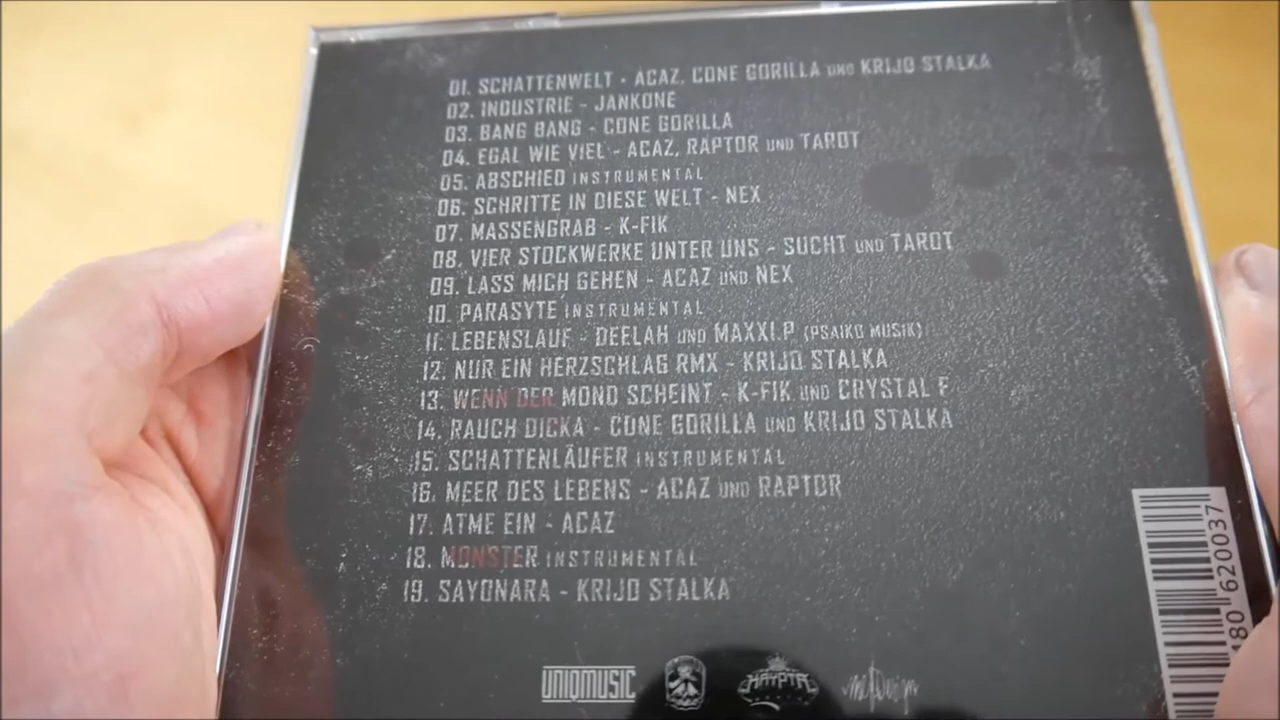 01. SCHATTENWELT - ACAZ, CONE GORILLA UND KRIJO STALKA
02. INDUSTRIE - JANKONE
03. BANG BANG - CONE GORILLA
04. EGAL WIE VIEL - ACAZ, RAPTOR UND TAROT
05. ABSCHIED INSTRUMENTAL
06. SCHRITTE IN DIESE WELT - NEX
07. MASSENGRAB - K-FIK
08. VIER STOCKWERKE UNTER UNS - SUCHT UND TAROT
09. LASS MICH GEHEN - ACAZ UND NEX
10. PARASYTE INSTRUMENTAL
11. LEBENSLAUF - DEELAH UND MAXXI.P (PSAIKO MUSIK)
12. NUR EIN HERZSCHLAG RMX - KRIJO STALKA
13. WENN DER MOND SCHEINT - K-FIK UND CRYSTAL F
14. RAUCH DICKA - CONE GORILLA UND KRIJO STALKA
15. SCHATTENLÄUFER INSTRUMENTAL
16. MEER DES LEBENS - ACAZ UND RAPTOR
17. ATME EIN - ACAZ
18. MONSTER INSTRUMENTAL
19. SAYONARA - KRIJO STALKA
UNIQMUSIC
80 620037